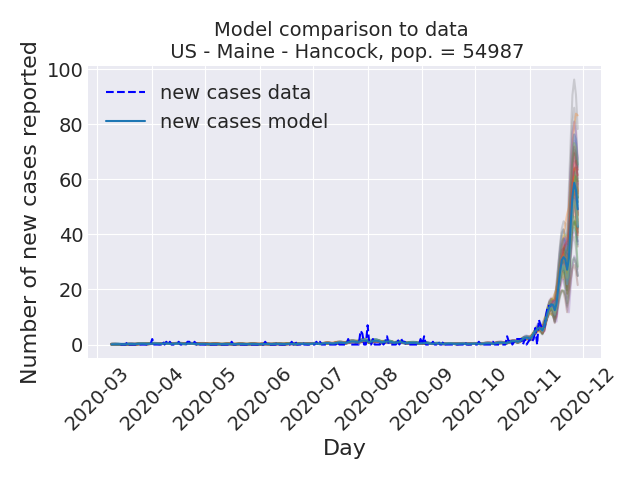 Model comparison to data
US - Maine - Hancock, pop. = 54987
Number of new cases reported
100
80
60
40
20
0
new cases data
new cases model
2020-03
2020-04
2020-05
2020-06
2020-07
2020-08
2020-09
2020-10
2020-11
2020-12
Day